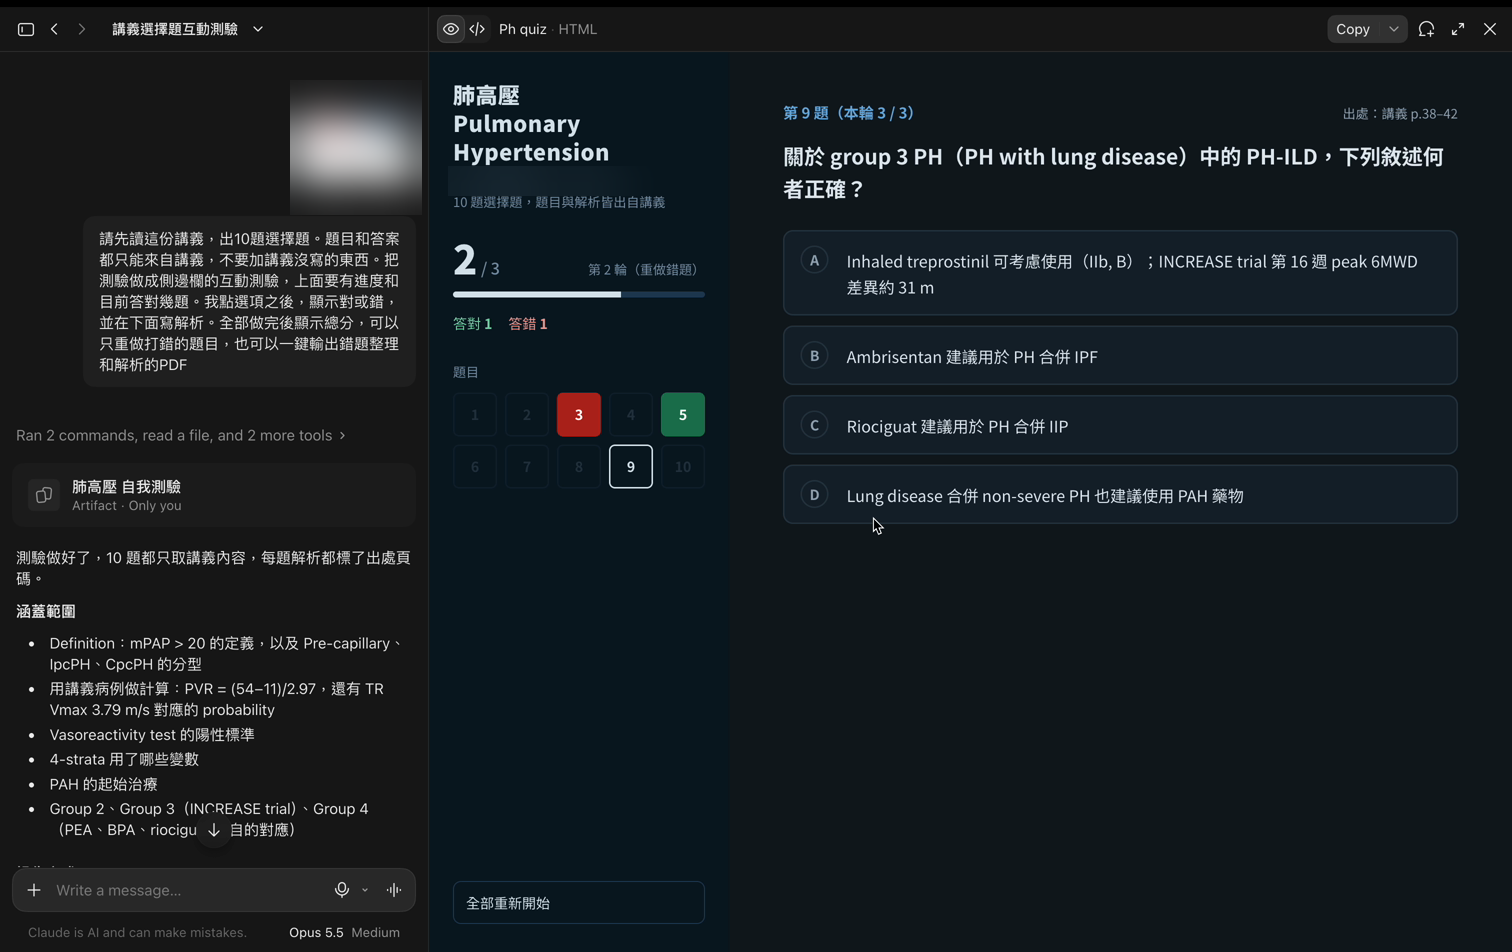 講義選擇題互動測驗
請先讀這份講義，出10題選擇題。題目和答案
都只能來自講義，不要加講義沒寫的東西。把
測驗做成側邊欄的互動測驗，上面要有進度和
目前答對幾題。我點選項之後，顯示對或錯，
並在下面寫解析。全部做完後顯示總分，可以
只重做打錯的題目，也可以一鍵輸出錯題整理
和解析的PDF
Ran 2 commands, read a file, and 2 more tools
肺高壓 自我測驗
Artifact · Only you
測驗做好了，10 題都只取講義內容，每題解析都標了出處頁
碼。
涵蓋範圍
• Definition：mPAP > 20 的定義，以及 Pre-capillary、
IpcPH、CpcPH 的分型
• 用講義病例做計算：PVR = (54−11)/2.97，還有 TR
Vmax 3.79 m/s 對應的 probability
• Vasoreactivity test 的陽性標準
• 4-strata 用了哪些變數
• PAH 的起始治療
• Group 2、Group 3（INCREASE trial）、Group 4
（PEA、BPA、riocigu 自的對應）
Write a message...
Claude is AI and can make mistakes.
Opus 5.5 Medium
Ph quiz · HTML
Copy
肺高壓
Pulmonary
Hypertension
10 題選擇題，題目與解析皆出自講義
2 / 3
第 2 輪（重做錯題）
答對 1 答錯 1
題目
1 2 3 4 5
6 7 8 9 10
全部重新開始
第 9 題（本輪 3 / 3）
出處：講義 p.38–42
關於 group 3 PH（PH with lung disease）中的 PH-ILD，下列敘述何
者正確？
A Inhaled treprostinil 可考慮使用（IIb, B）；INCREASE trial 第 16 週 peak 6MWD
差異約 31 m
B Ambrisentan 建議用於 PH 合併 IPF
C Riociguat 建議用於 PH 合併 IIP
D Lung disease 合併 non-severe PH 也建議使用 PAH 藥物